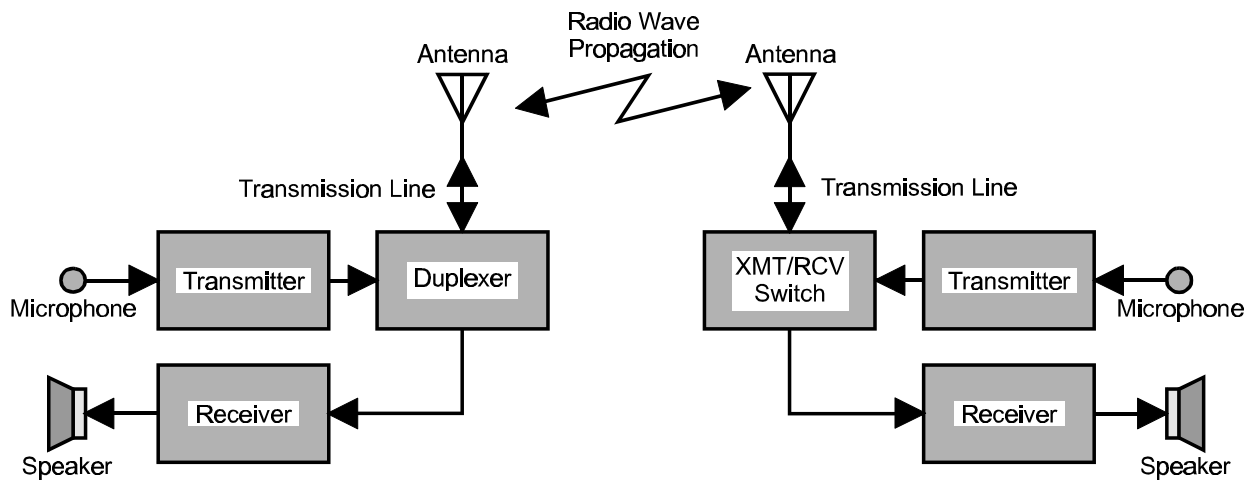 Radio Wave
Propagation
Antenna
Antenna
Transmission Line
Transmission Line
Transmitter
Duplexer
XMT/RCV
Switch
Transmitter
Microphone
Microphone
Receiver
Receiver
Speaker
Speaker